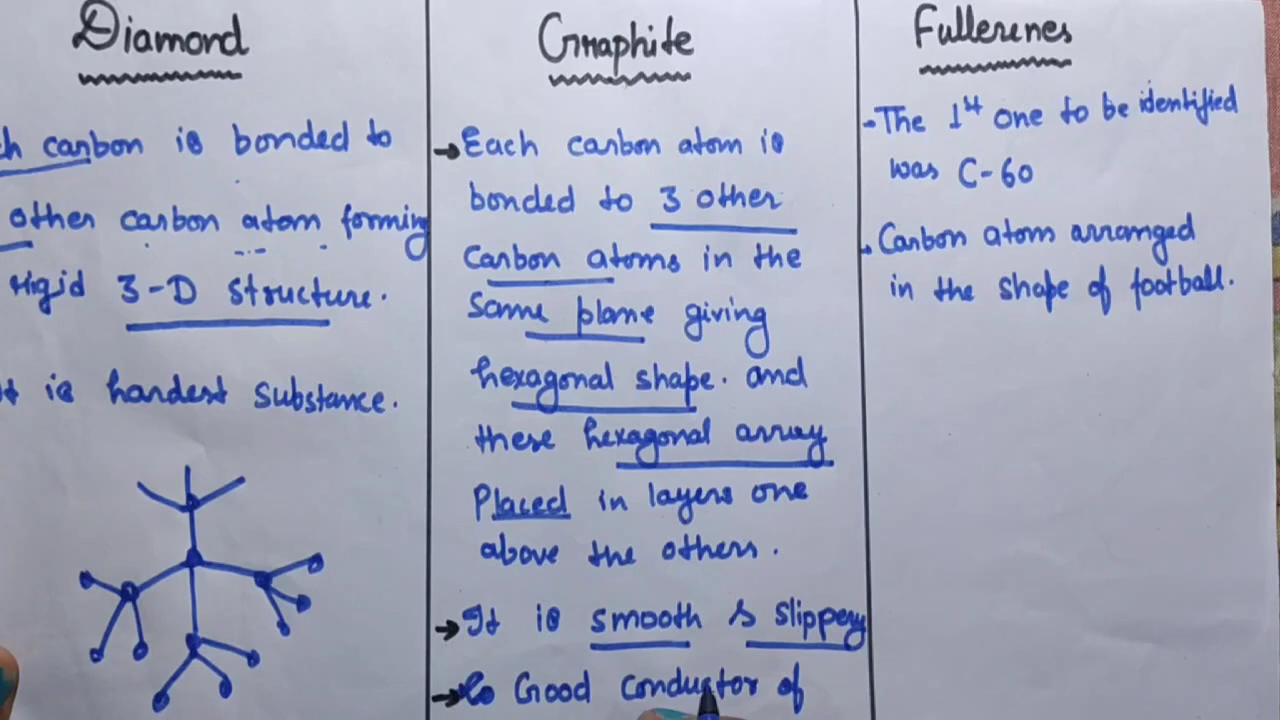 Diamond
ch carbon is bonded to
other carbon atom forming
rigid 3-D structure.
It is hardest substance.
Graphite
→ Each carbon atom is
bonded to 3 other
carbon atoms in the
same plane giving
hexagonal shape. and
these hexagonal array
Placed in layers one
above the others.
→ It is smooth & slippery
→ Good conductor of
Fullerenes
- The 1st one to be identified
was C-60
Carbon atom arranged
in the shape of football.